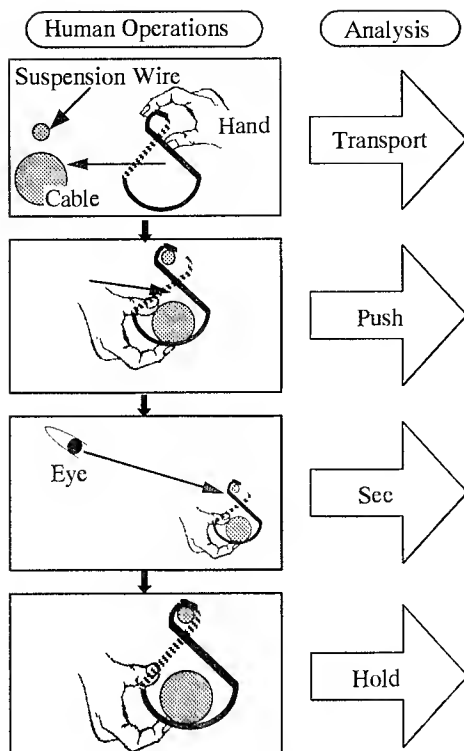 Human Operations
Analysis
Suspension Wire
Hand
Cable
Transport
Push
Eye
Sec
Hold